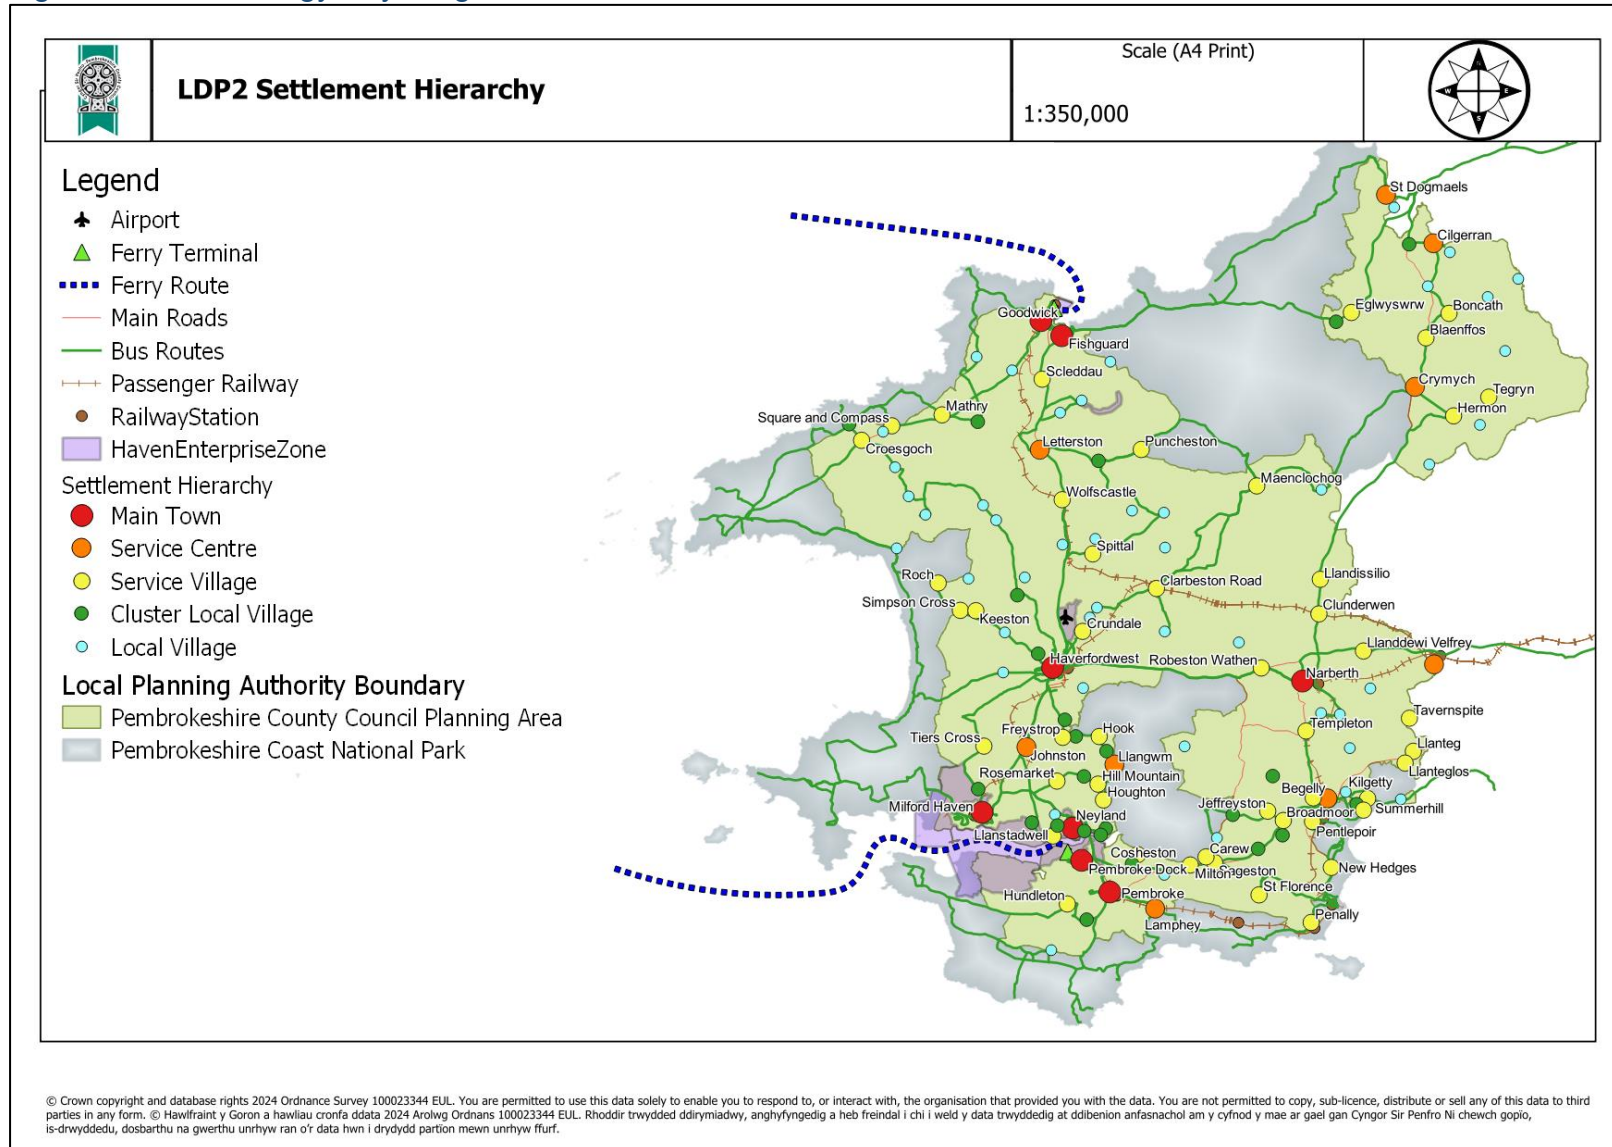 LDP2 Settlement Hierarchy
Scale (A4 Print)
1:350,000
N
W
E
S
Legend
Airport
Ferry Terminal
Ferry Route
Main Roads
Bus Routes
Passenger Railway
RailwayStation
HavenEnterpriseZone
Settlement Hierarchy
Main Town
Service Centre
Service Village
Cluster Local Village
Local Village
Local Planning Authority Boundary
Pembrokeshire County Council Planning Area
Pembrokeshire Coast National Park
St Dogmaels
Cilgerran
Eglwyswrw
Boncath
Blaenffos
Goodwick
Fishguard
Scleddau
Crymych
Tegryn
Hermon
Mathry
Square and Compass
Croesgoch
Letterston
Puncheston
Maenclochog
Wolfscastle
Spittal
Roch
Clarbeston Road
Llandissilio
Simpson Cross
Keeston
Clunderwen
Crundale
Llanddewi Velfrey
Haverfordwest
Robeston Wathen
Narberth
Tavernspite
Templeton
Freystrop
Hook
Tiers Cross
Johnston
Llangwm
Llanteg
Llanteglos
Rosemarket
Hill Mountain
Houghton
Begelly
Kilgetty
Milford Haven
Jeffreyston
Summerhill
Neyland
Broadmoor
Llanstadwell
Pentlepoir
Cosheston
Carew
Pembroke Dock
Milton
Sageston
New Hedges
Hundleton
Pembroke
St Florence
Lamphey
Penally
© Crown copyright and database rights 2024 Ordnance Survey 100023344 EUL. You are permitted to use this data solely to enable you to respond to, or interact with, the organisation that provided you with the data. You are not permitted to copy, sub-licence, distribute or sell any of this data to third
parties in any form. © Hawlfraint y Goron a hawliau cronfa ddata 2024 Arolwg Ordnans 100023344 EUL. Rhoddir trwydded ddirymiadwy, anghyfyngedig a heb freindal i chi i weld y data trwyddedig at ddibenion anfasnachol am y cyfnod y mae ar gael gan Cyngor Sir Penfro Ni chewch gopïo,
is-drwyddedu, dosbarthu na gwerthu unrhyw ran o'r data hwn i drydydd partïon mewn unrhyw ffurf.